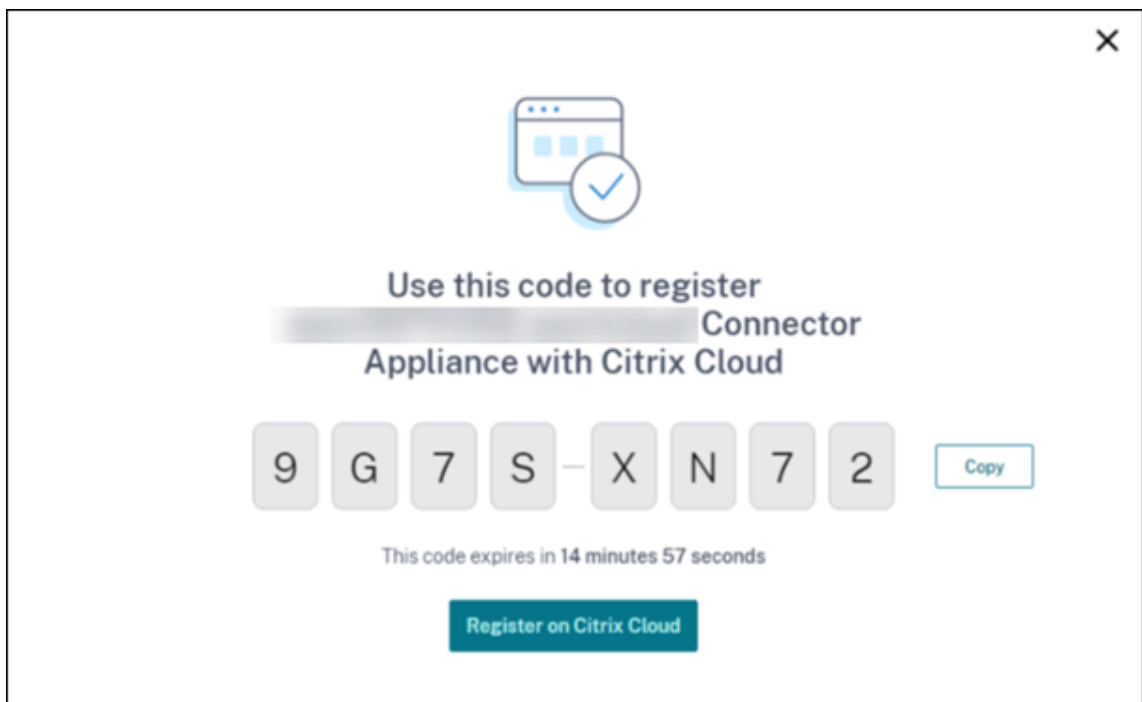 Use this code to register
Connector
Appliance with Citrix Cloud
9 G 7 S – X N 7 2
Copy
This code expires in 14 minutes 57 seconds
Register on Citrix Cloud